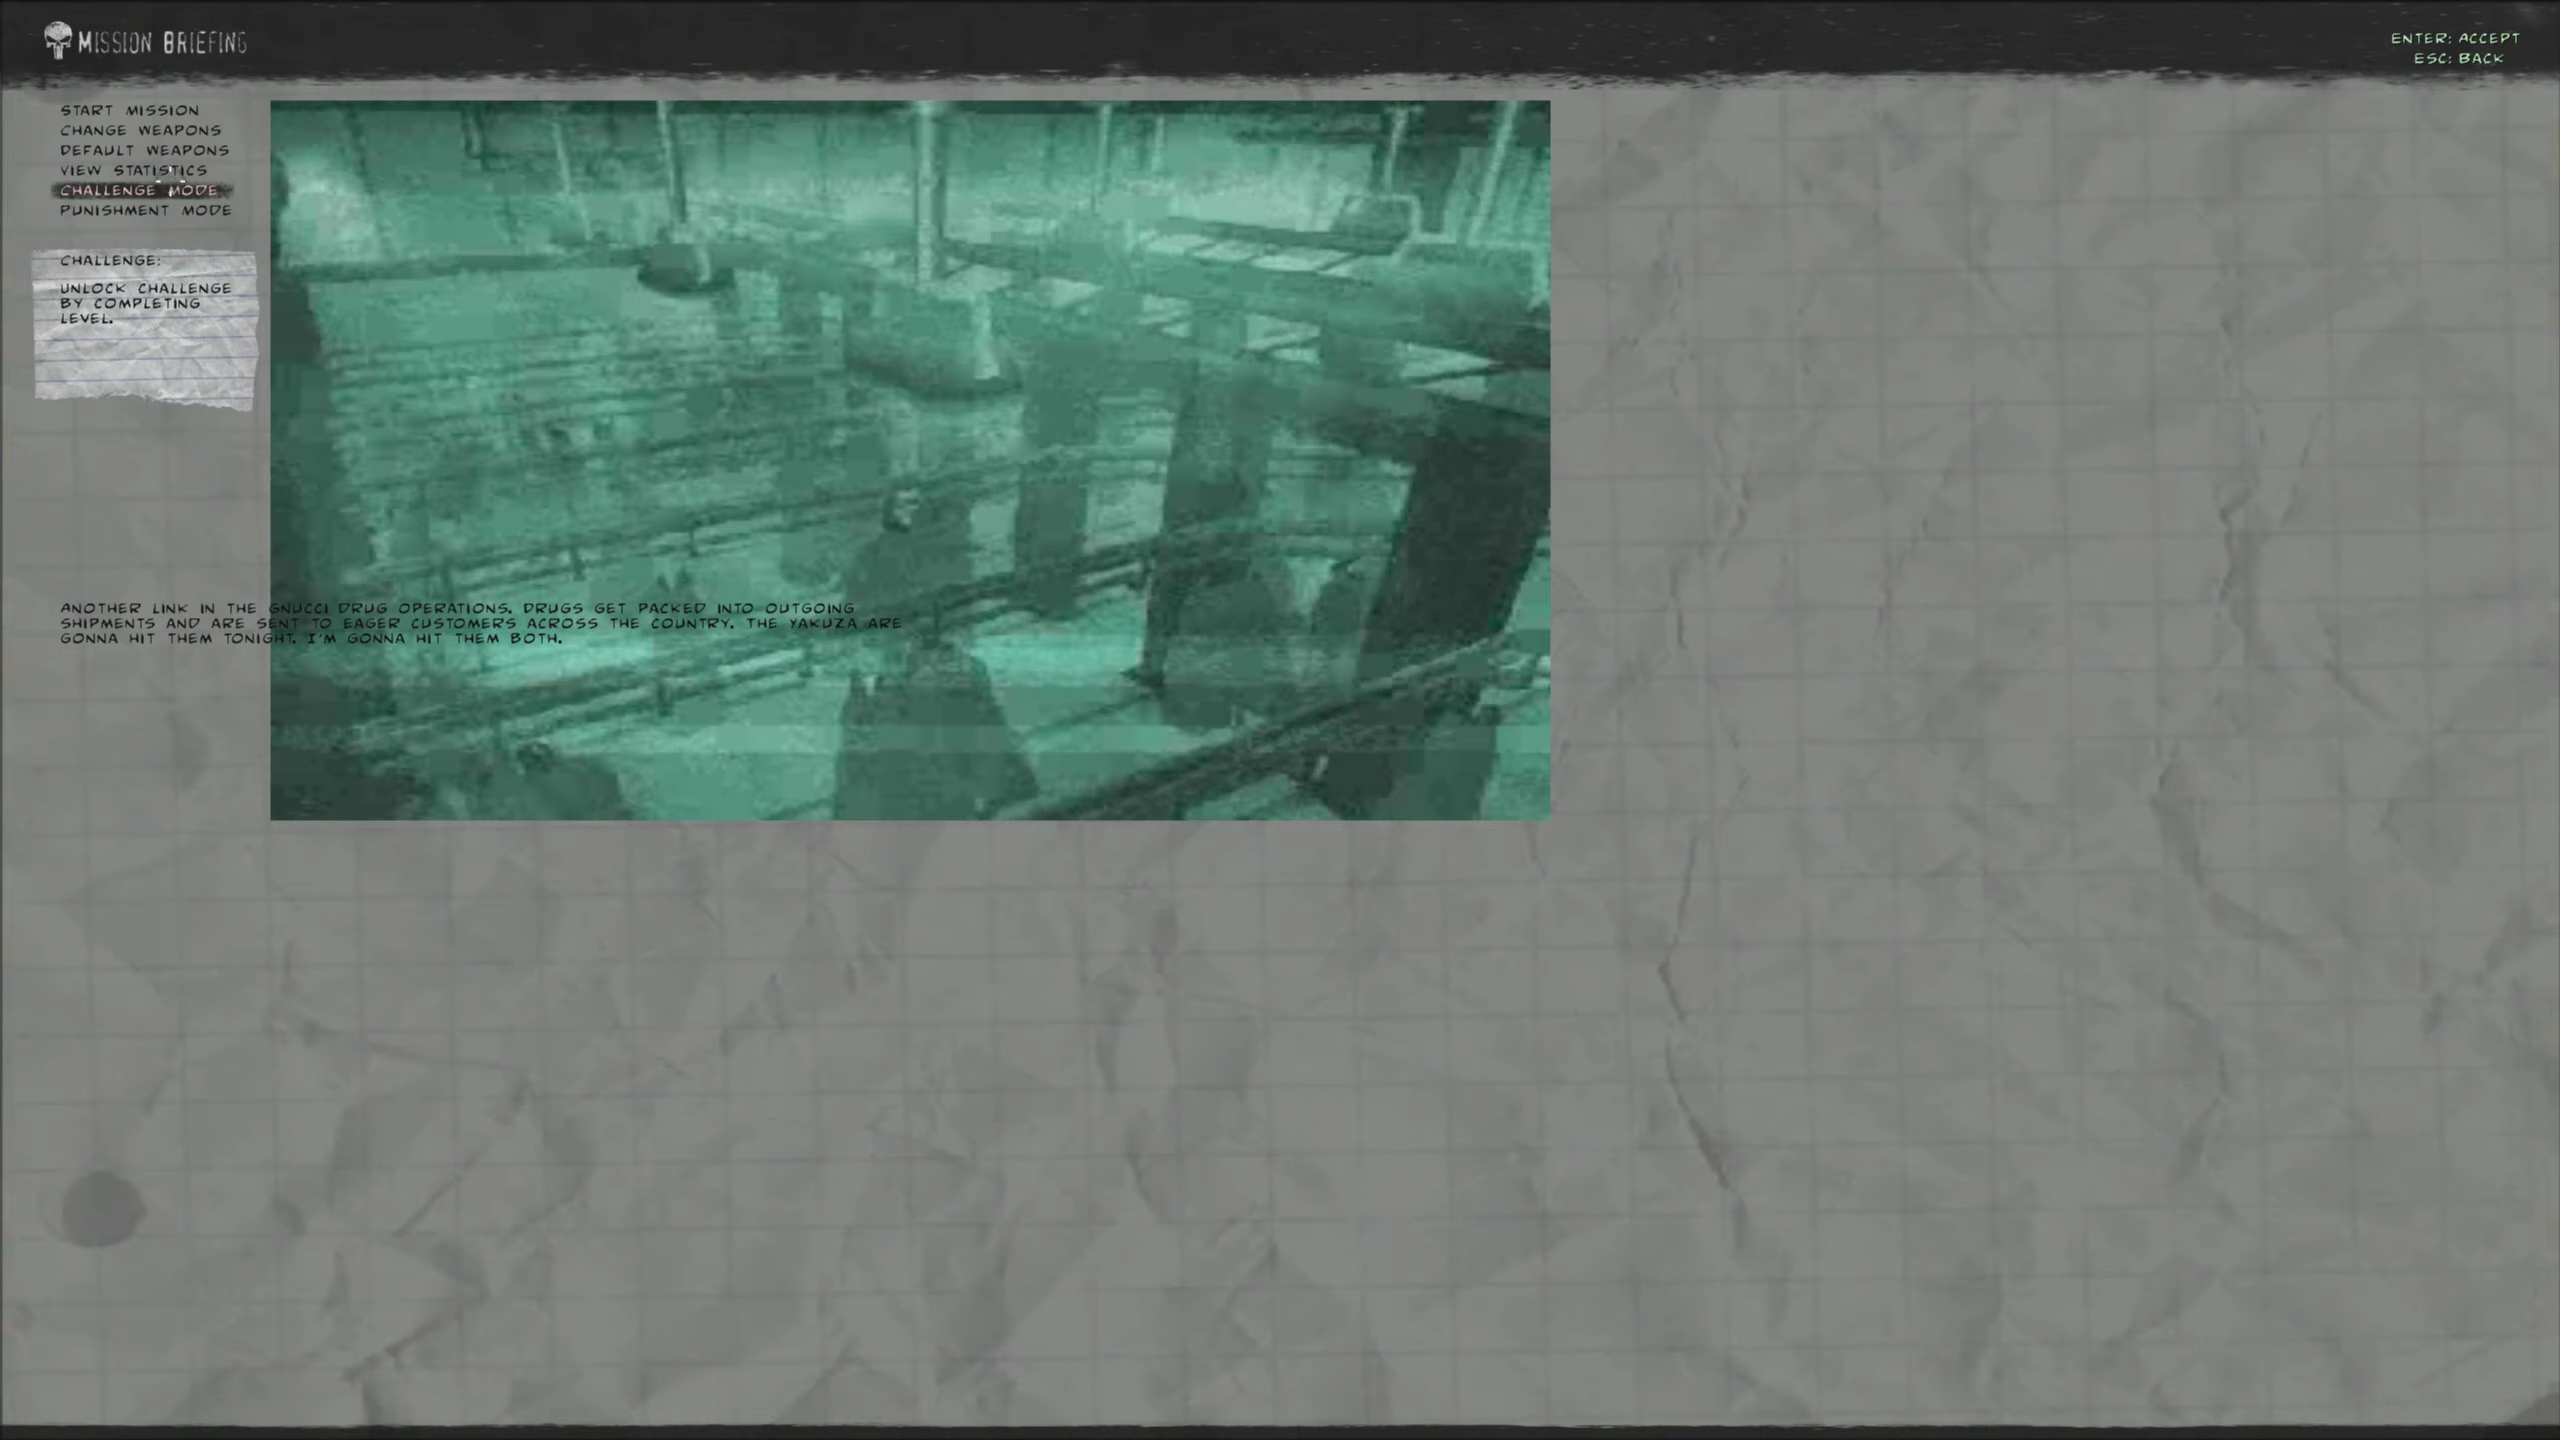 MISSION BRIEFING
ENTER: ACCEPT
ESC: BACK
START MISSION
CHANGE WEAPONS
DEFAULT WEAPONS
VIEW STATISTICS
CHALLENGE MODE
PUNISHMENT MODE
CHALLENGE:
UNLOCK CHALLENGE
BY COMPLETING
LEVEL.
ANOTHER LINK IN THE GNUCCI DRUG OPERATIONS. DRUGS GET PACKED INTO OUTGOING
SHIPMENTS AND ARE SENT TO EAGER CUSTOMERS ACROSS THE COUNTRY. THE YAKUZA ARE
GONNA HIT THEM TONIGHT. I'M GONNA HIT THEM BOTH.